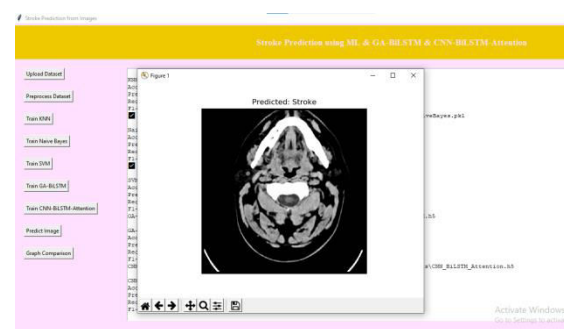 Stroke Prediction from Images
Stroke Prediction using ML & GA-BiLSTM & CNN-BiLSTM-Attention
Upload Dataset
Preprocess Dataset
Train KNN
Train Naive Bayes
Train SVM
Train GA-BiLSTM
Train CNN-BiLSTM-Attention
Predict Image
Graph Comparison
Figure 1
Predicted: Stroke
veBayes.pkl
.h5
s\CNN_BiLSTM_Attention.h5
Activate Windows
Go to Settings to activa